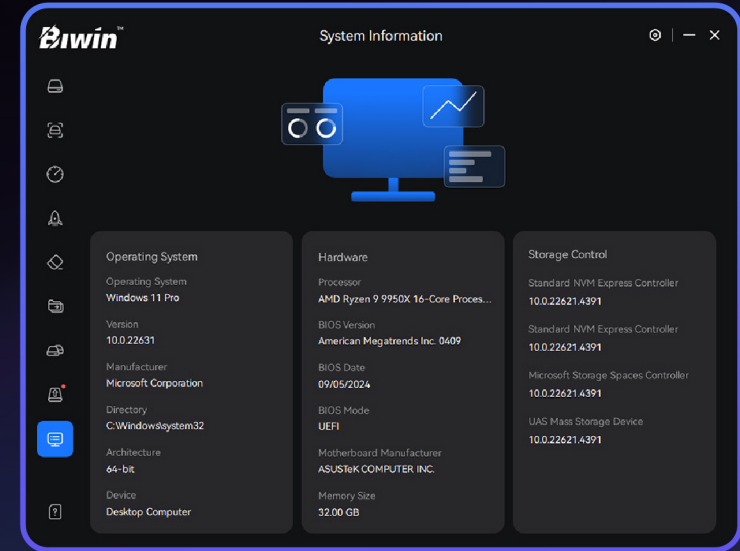 Biwin™
System Information
Operating System
Operating System
Windows 11 Pro
Version
10.0.22631
Manufacturer
Microsoft Corporation
Directory
C:\Windows\system32
Architecture
64-bit
Device
Desktop Computer
Hardware
Processor
AMD Ryzen 9 9950X 16-Core Proces...
BIOS Version
American Megatrends Inc. 0409
BIOS Date
09/05/2024
BIOS Mode
UEFI
Motherboard Manufacturer
ASUSTeK COMPUTER INC.
Memory Size
32.00 GB
Storage Control
Standard NVM Express Controller
10.0.22621.4391
Standard NVM Express Controller
10.0.22621.4391
Microsoft Storage Spaces Controller
10.0.22621.4391
UAS Mass Storage Device
10.0.22621.4391